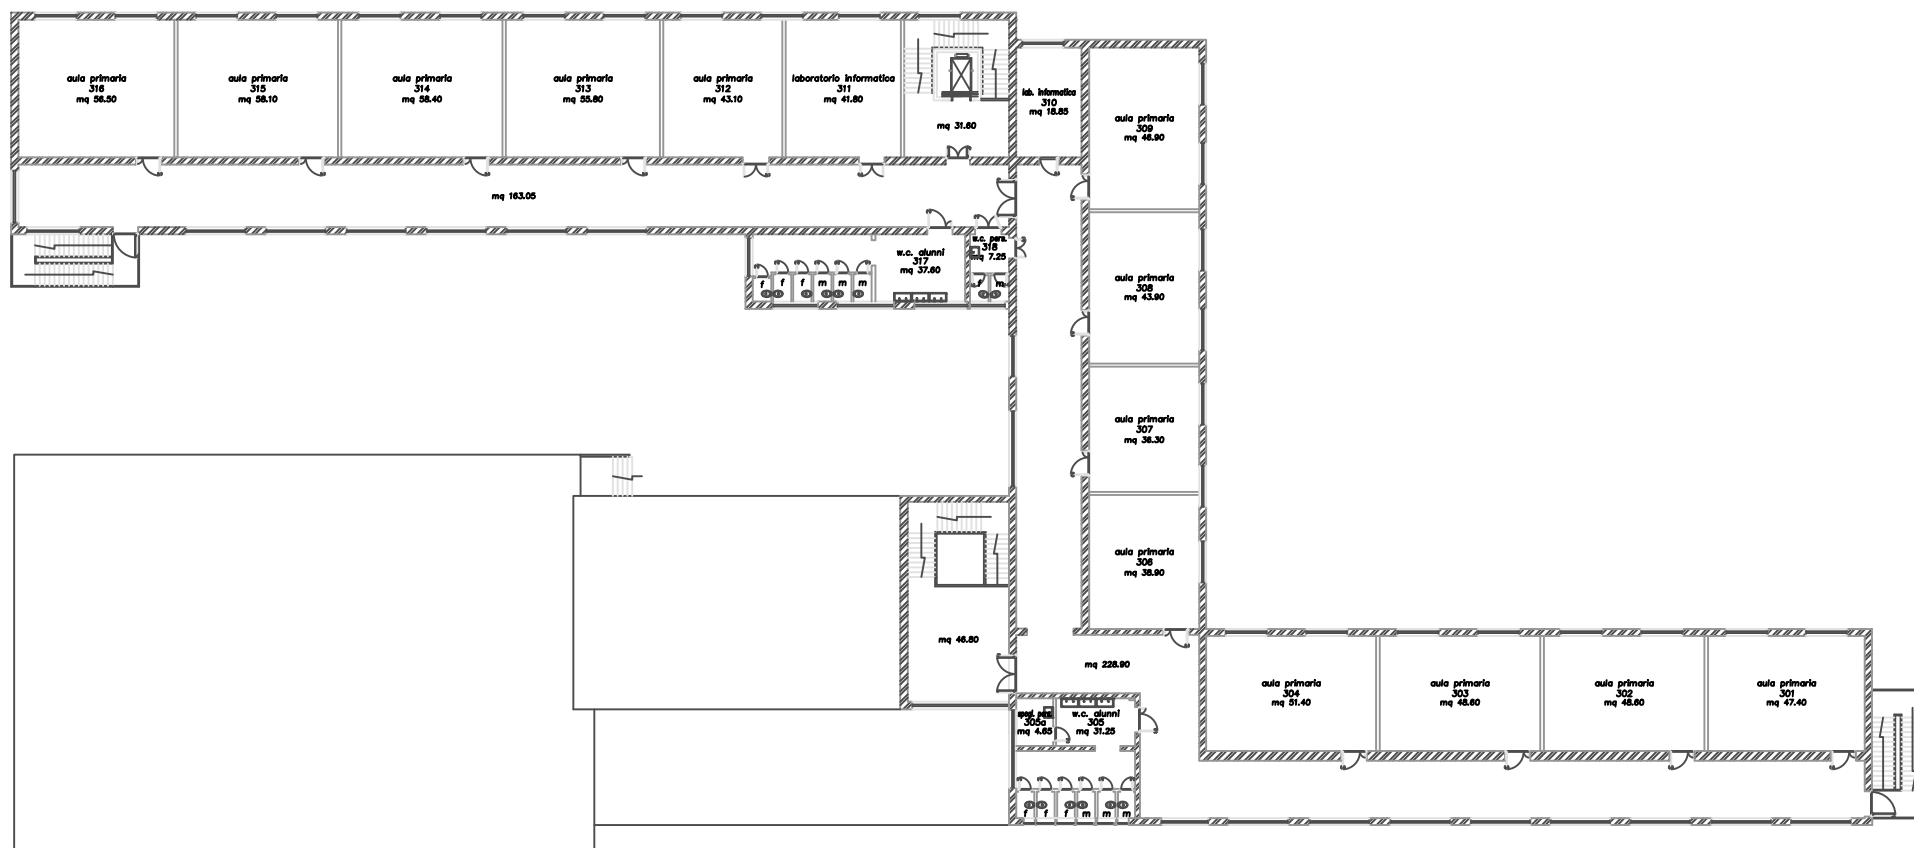 aula primaria
316
mq 56.50
aula primaria
315
mq 58.10
aula primaria
314
mq 58.40
aula primaria
313
mq 55.80
aula primaria
312
mq 43.10
laboratorio informatica
311
mq 41.80
mq 31.60
lab. informatica
310
mq 18.85
aula primaria
309
mq 46.90
mq 163.05
w.c. alunni
317
mq 37.60
w.c. pers.
318
mq 7.25
f
f
f
m
m
m
f
m
aula primaria
308
mq 43.90
aula primaria
307
mq 36.30
aula primaria
306
mq 38.90
mq 46.80
mq 228.90
aula primaria
304
mq 51.40
aula primaria
303
mq 48.60
aula primaria
302
mq 48.60
aula primaria
301
mq 47.40
spogl. pers.
305a
mq 4.65
w.c. alunni
305
mq 31.25
f
f
f
m
m
m